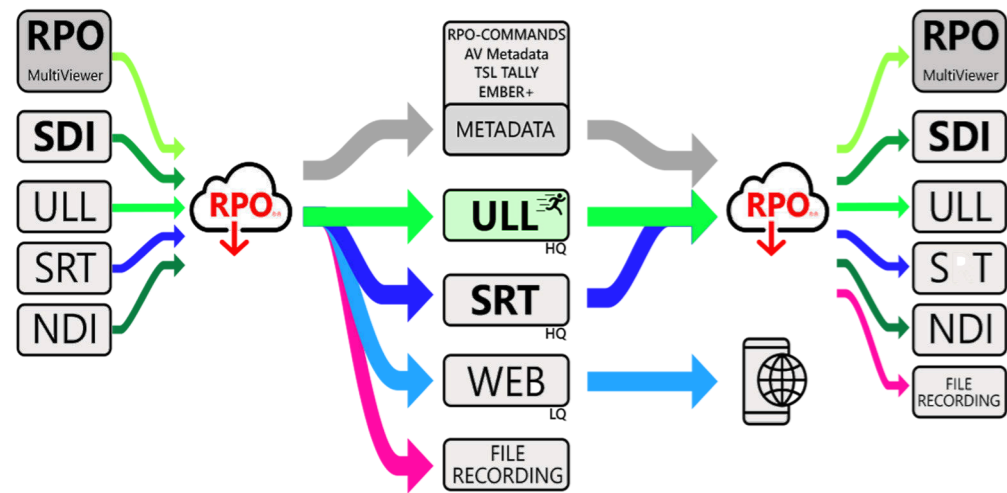 RPO
MultiViewer
SDI
ULL
SRT
NDI
RPO
RPO-COMMANDS
AV Metadata
TSL TALLY
EMBER+
METADATA
ULL
HQ
SRT
HQ
WEB
LQ
FILE
RECORDING
RPO
RPO
MultiViewer
SDI
ULL
S T
NDI
FILE
RECORDING